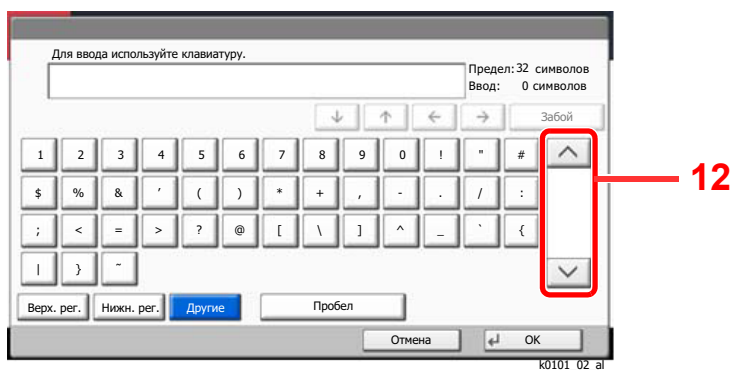 Для ввода используйте клавиатуру.
Предел: 32 символов
Ввод: 0 символов
↓ ↑ ← → Забой
1 2 3 4 5 6 7 8 9 0 ! " #
$ % & ' ( ) * + , - . / :
; < = > ? @ [ \ ] ^ _ ` {
| } ~
12
Верх. рег. Нижн. рег. Другие Пробел
Отмена ↵ OK
k0101_02_al